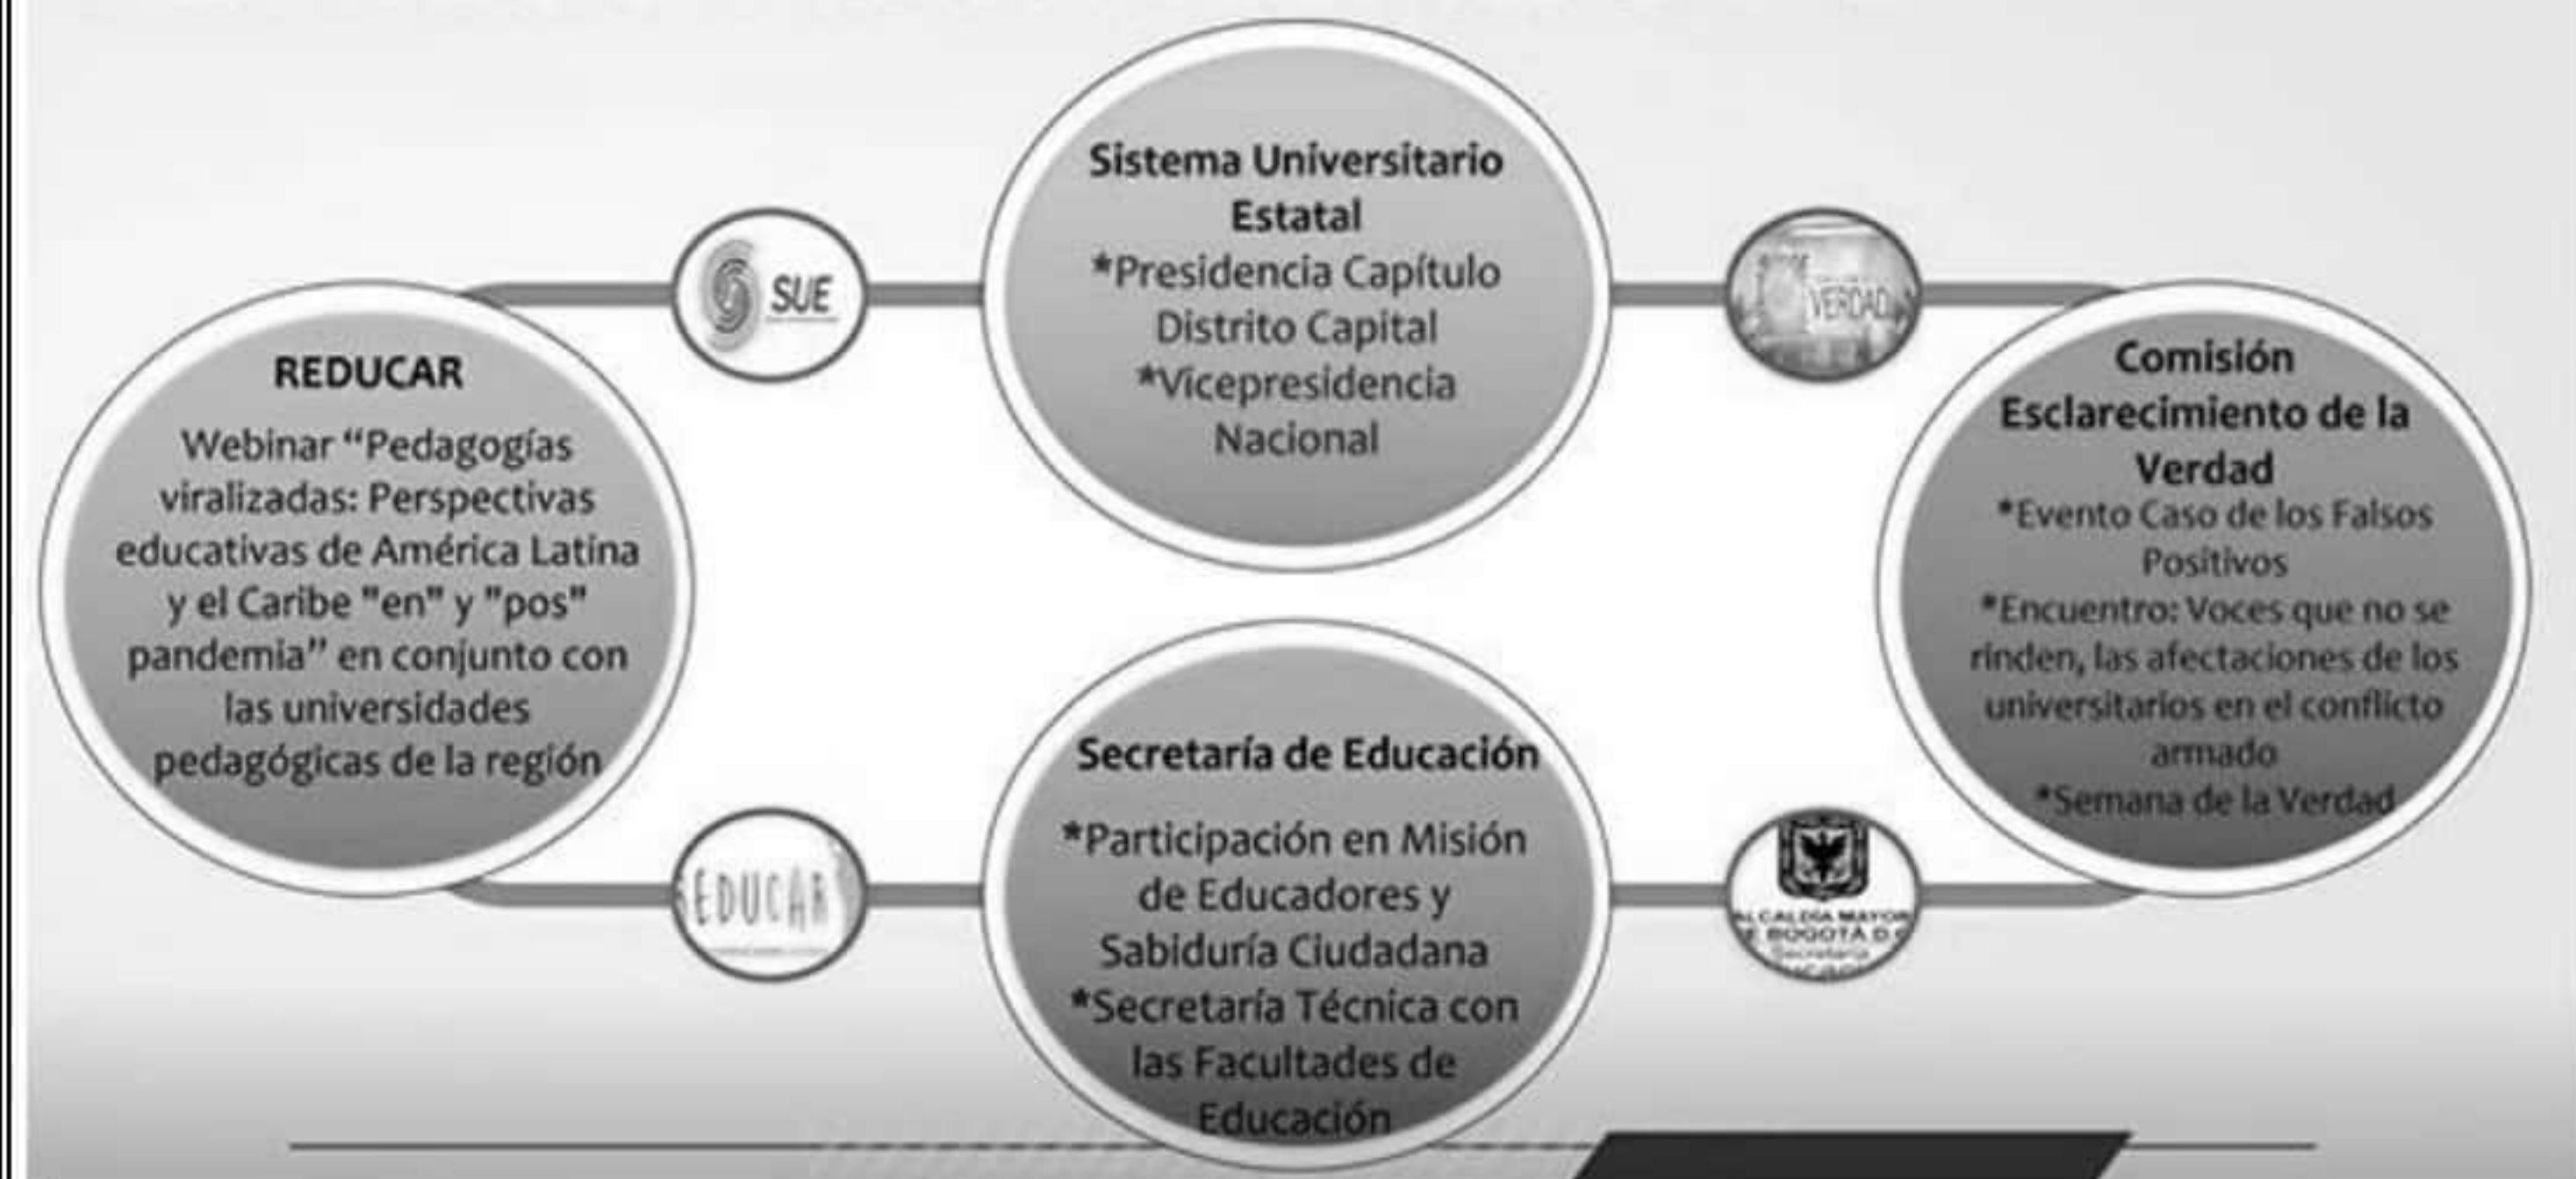 Sistema Universitario
Estatal
*Presidencia Capítulo
Distrito Capital
*Vicepresidencia
Nacional
SUE
VERDAD
REDUCAR
Webinar “Pedagogías
viralizadas: Perspectivas
educativas de América Latina
y el Caribe "en" y "pos"
pandemia” en conjunto con
las universidades
pedagógicas de la región
Comisión
Esclarecimiento de la
Verdad
*Evento Caso de los Falsos
Positivos
*Encuentro: Voces que no se
rinden, las afectaciones de los
universitarios en el conflicto
armado
*Semana de la Verdad
Secretaría de Educación
*Participación en Misión
de Educadores y
Sabiduría Ciudadana
*Secretaría Técnica con
las Facultades de
Educación
EDUCAR
ALCALDÍA MAYOR
E BOGOTÁ D.C
Secretaría